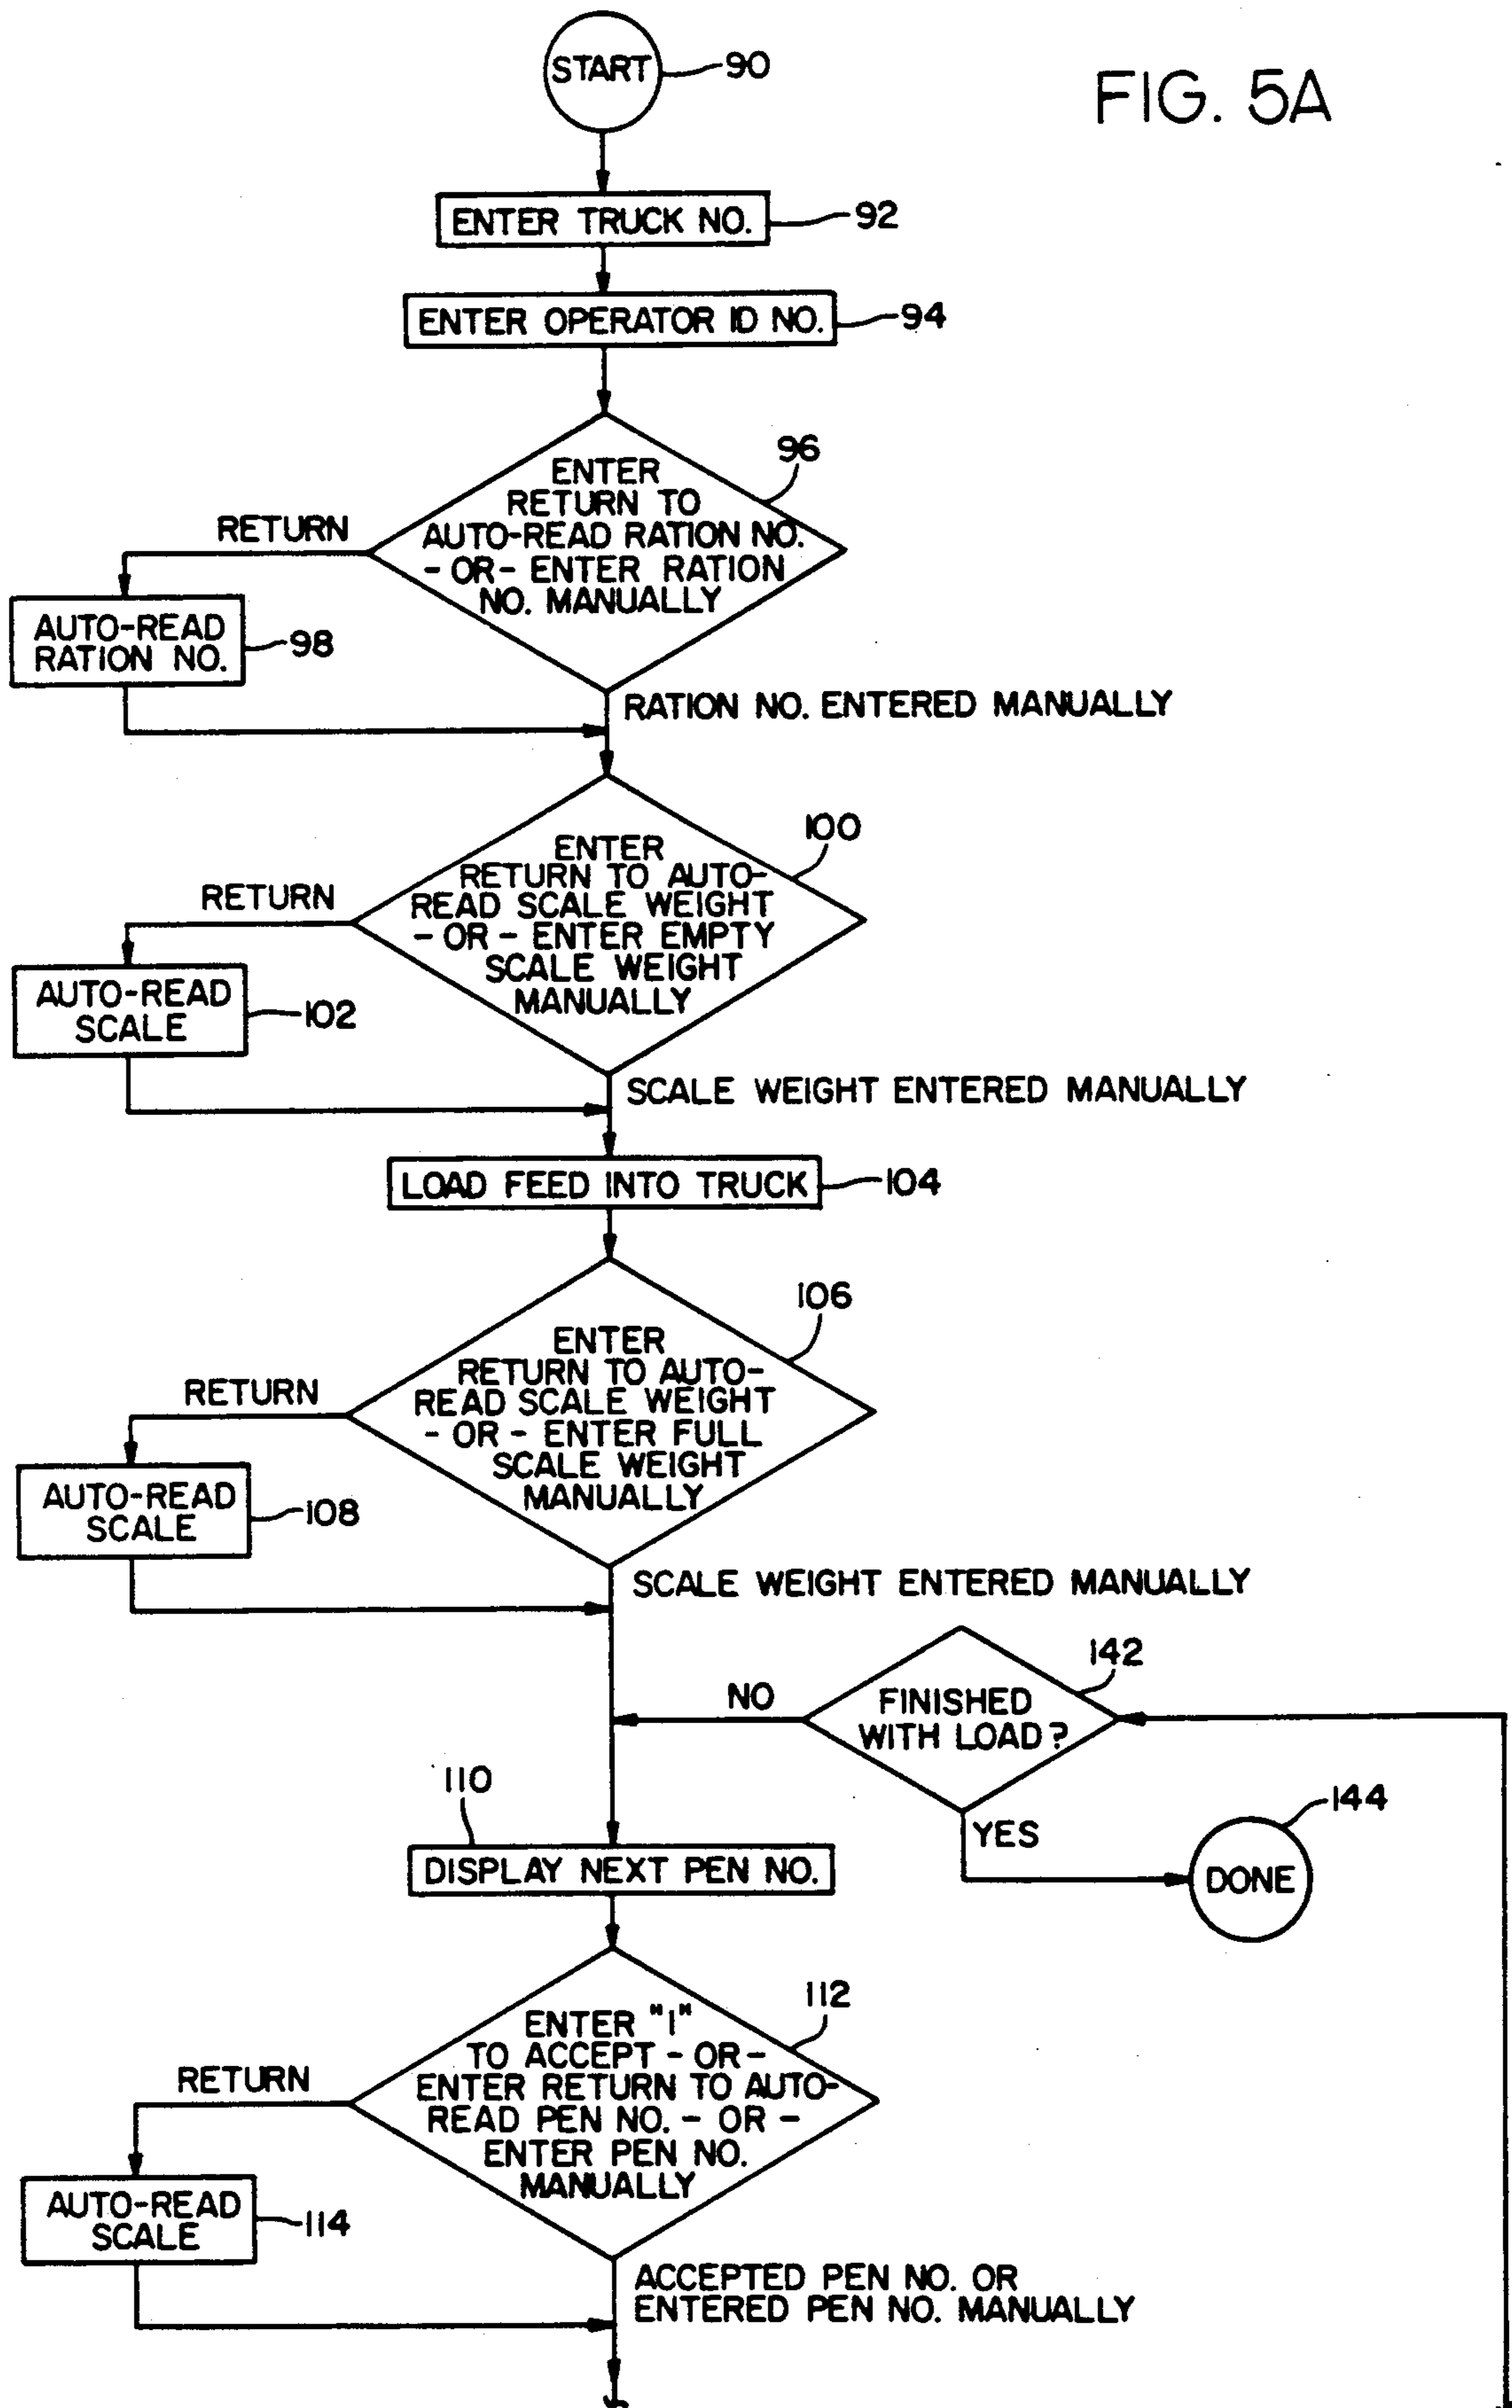 FIG. 5A
START
90
ENTER TRUCK NO.
92
ENTER OPERATOR ID NO.
94
96
ENTER
RETURN TO
AUTO-READ RATION NO.
- OR - ENTER RATION
NO. MANUALLY
RETURN
AUTO-READ
RATION NO.
98
RATION NO. ENTERED MANUALLY
100
ENTER
RETURN TO AUTO-
READ SCALE WEIGHT
- OR - ENTER EMPTY
SCALE WEIGHT
MANUALLY
RETURN
AUTO-READ
SCALE
102
SCALE WEIGHT ENTERED MANUALLY
LOAD FEED INTO TRUCK
104
106
ENTER
RETURN TO AUTO-
READ SCALE WEIGHT
- OR - ENTER FULL
SCALE WEIGHT
MANUALLY
RETURN
AUTO-READ
SCALE
108
SCALE WEIGHT ENTERED MANUALLY
142
FINISHED
WITH LOAD?
NO
YES
144
DONE
110
DISPLAY NEXT PEN NO.
112
ENTER "1"
TO ACCEPT - OR -
ENTER RETURN TO AUTO-
READ PEN NO. - OR -
ENTER PEN NO.
MANUALLY
RETURN
AUTO-READ
SCALE
114
ACCEPTED PEN NO. OR
ENTERED PEN NO. MANUALLY